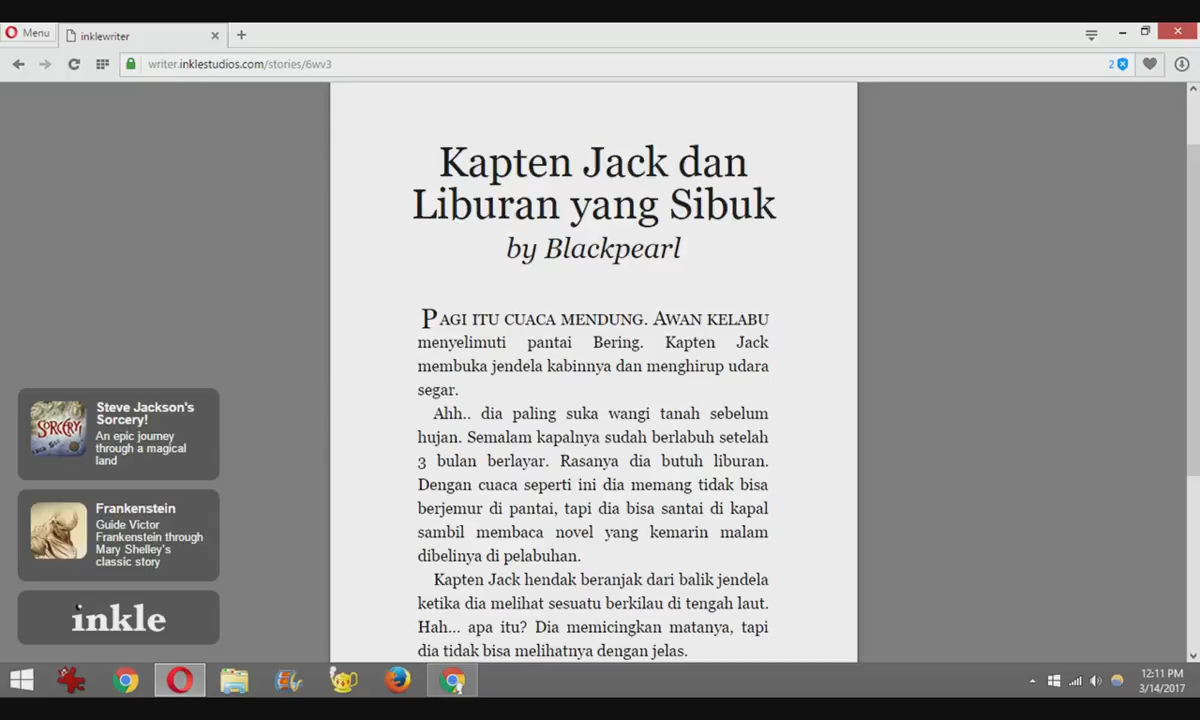 Menu
inklewriter
writer.inklestudios.com/stories/6wv3
2
Kapten Jack dan
Liburan yang Sibuk
by Blackpearl
PAGI ITU CUACA MENDUNG. AWAN KELABU
menyelimuti pantai Bering. Kapten Jack
membuka jendela kabinnya dan menghirup udara
segar.
Ahh.. dia paling suka wangi tanah sebelum
hujan. Semalam kapalnya sudah berlabuh setelah
3 bulan berlayar. Rasanya dia butuh liburan.
Dengan cuaca seperti ini dia memang tidak bisa
berjemur di pantai, tapi dia bisa santai di kapal
sambil membaca novel yang kemarin malam
dibelinya di pelabuhan.
Kapten Jack hendak beranjak dari balik jendela
ketika dia melihat sesuatu berkilau di tengah laut.
Hah... apa itu? Dia memicingkan matanya, tapi
dia tidak bisa melihatnya dengan jelas.
SORCERY!
Steve Jackson's
Sorcery!
An epic journey
through a magical
land
Frankenstein
Guide Victor
Frankenstein through
Mary Shelley's
classic story
inkle
12:11 PM
3/14/2017